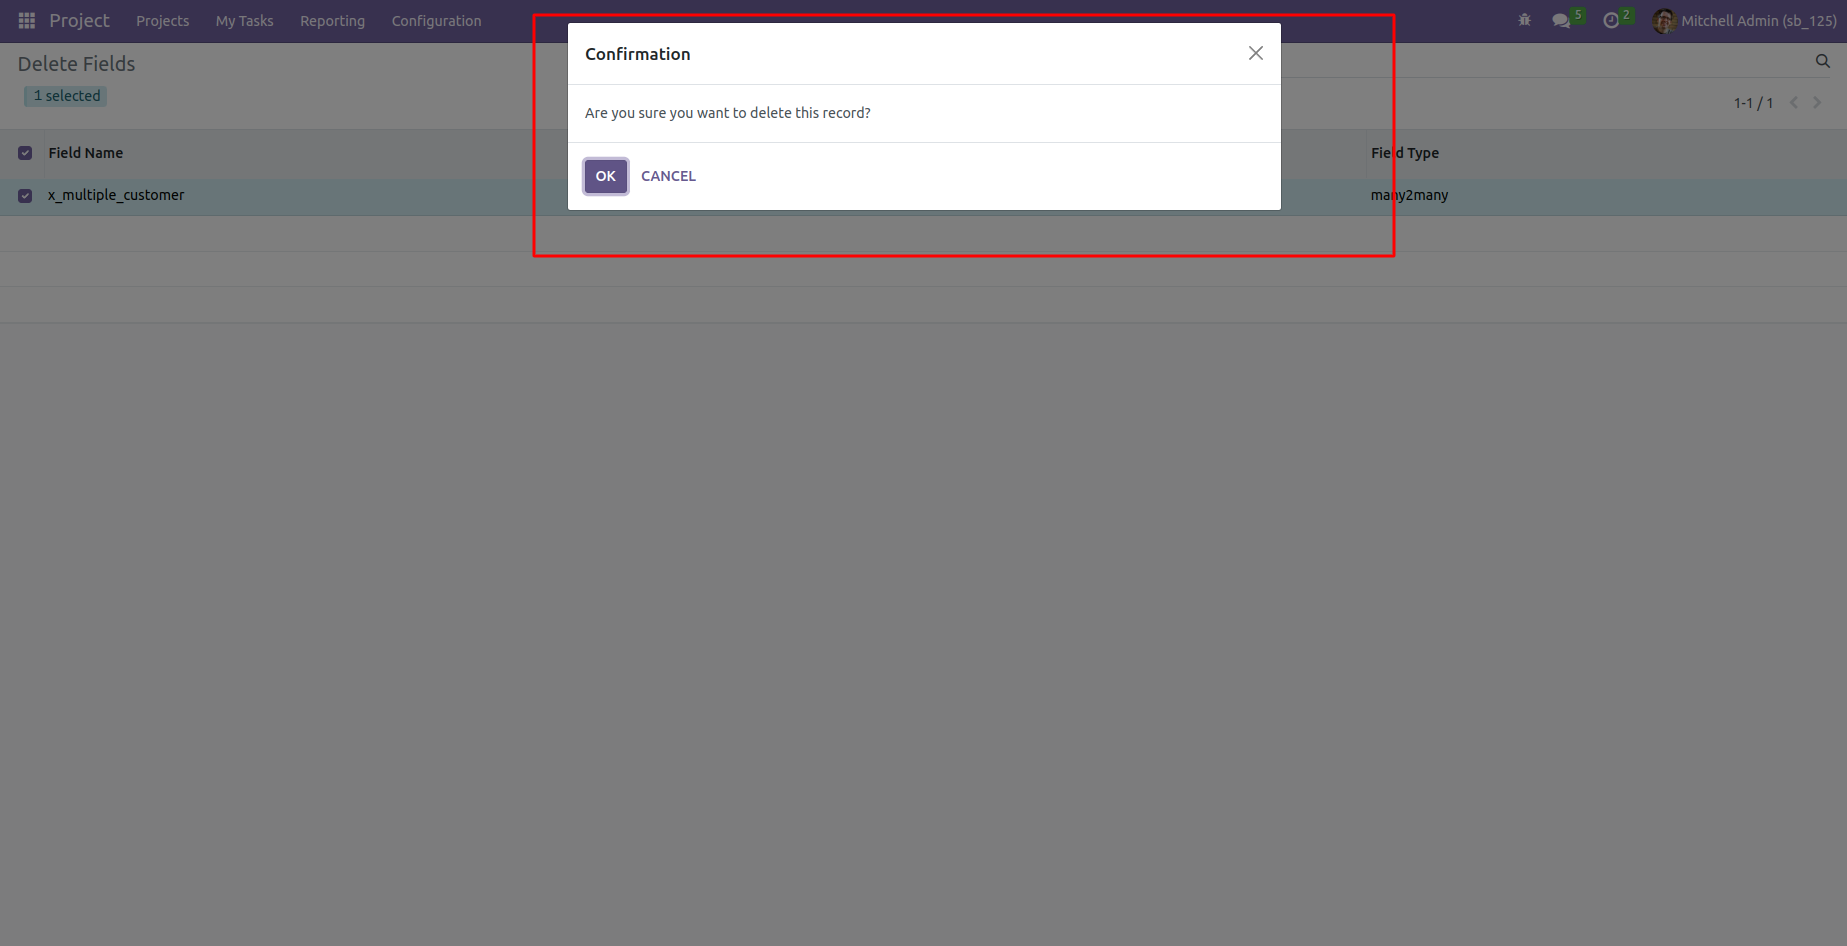 Project Projects My Tasks Reporting Configuration 5 2 Mitchell Admin (sb_125)
Confirmation
Delete Fields
1 selected
1-1 / 1
Are you sure you want to delete this record?
Field Name Field Type
OK CANCEL
x_multiple_customer many2many